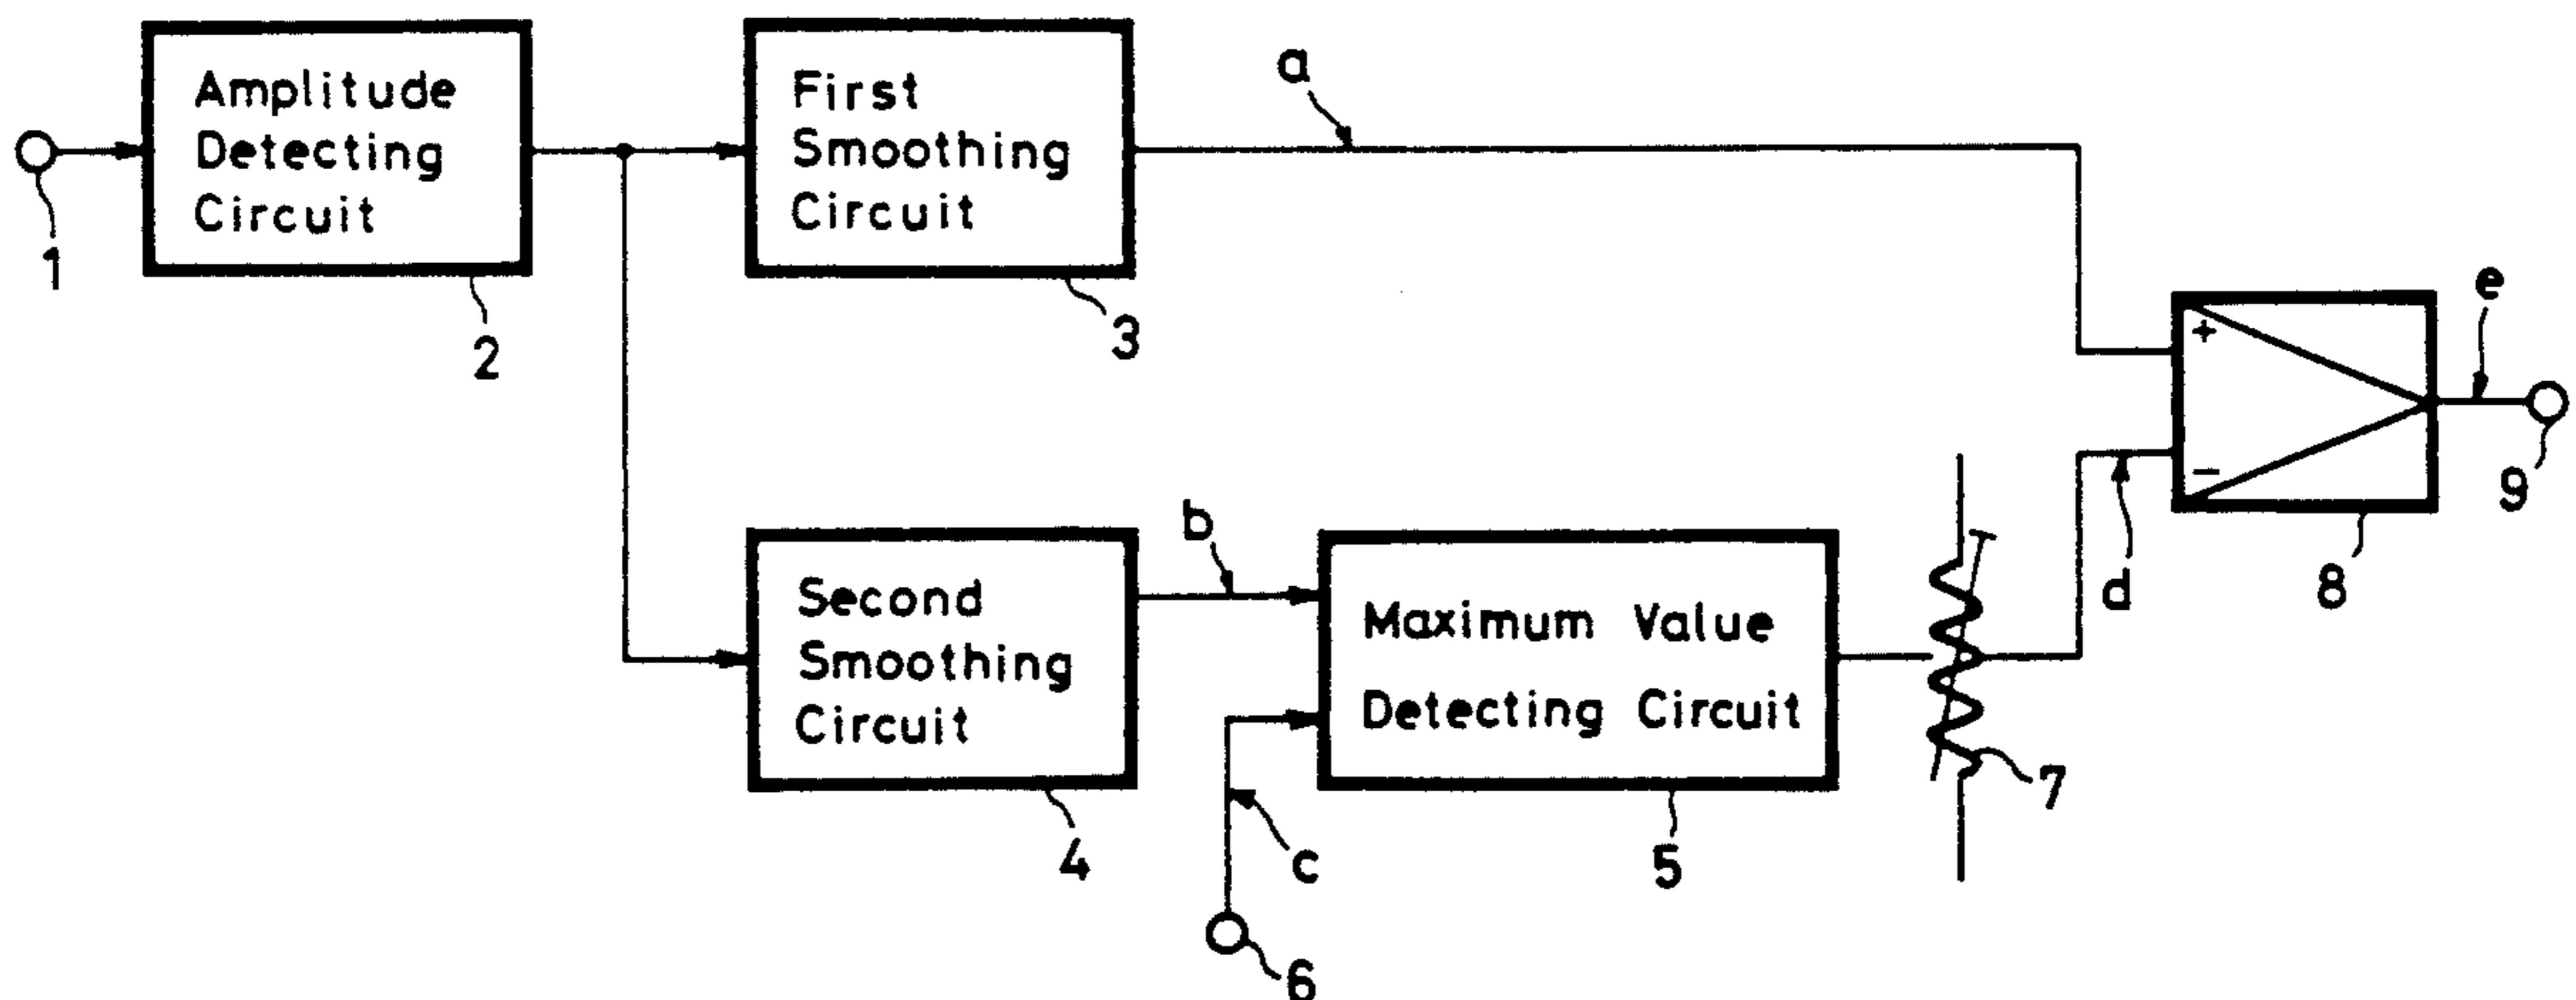 Amplitude
Detecting
Circuit
First
Smoothing
Circuit
a
1
2
3
+
-
e
9
8
d
Second
Smoothing
Circuit
b
Maximum Value
Detecting Circuit
4
c
5
7
6